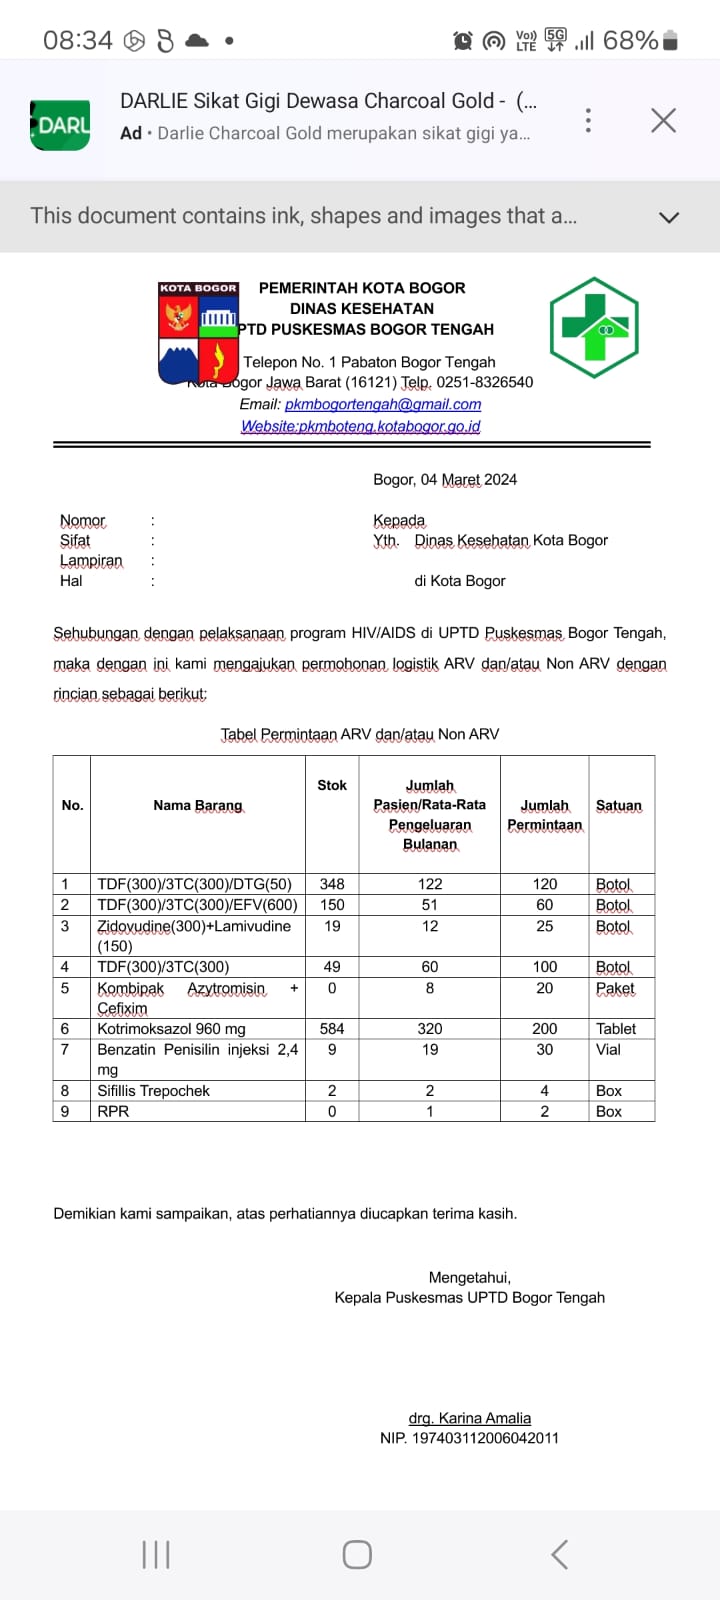 08:34 68%
Vo)) LTE 5G
DARLIE Sikat Gigi Dewasa Charcoal Gold - (...
DARL
Ad • Darlie Charcoal Gold merupakan sikat gigi ya...
This document contains ink, shapes and images that a...
KOTA BOGOR
PEMERINTAH KOTA BOGOR
DINAS KESEHATAN
PTD PUSKESMAS BOGOR TENGAH
Telepon No. 1 Pabaton Bogor Tengah
Kota Bogor Jawa Barat (16121) Telp. 0251-8326540
Email: pkmbogortengah@gmail.com
Website:pkmboteng.kotabogor.go.id
Bogor, 04 Maret 2024
Nomor : Kepada
Sifat : Yth. Dinas Kesehatan Kota Bogor
Lampiran :
Hal : di Kota Bogor
Sehubungan dengan pelaksanaan program HIV/AIDS di UPTD Puskesmas Bogor Tengah,
maka dengan ini kami mengajukan permohonan logistik ARV dan/atau Non ARV dengan
rincian sebagai berikut:
Tabel Permintaan ARV dan/atau Non ARV
No. Nama Barang Stok Jumlah Pasien/Rata-Rata Pengeluaran Bulanan Jumlah Permintaan Satuan
1 TDF(300)/3TC(300)/DTG(50) 348 122 120 Botol
2 TDF(300)/3TC(300)/EFV(600) 150 51 60 Botol
3 Zidovudine(300)+Lamivudine (150) 19 12 25 Botol
4 TDF(300)/3TC(300) 49 60 100 Botol
5 Kombipak Azytromisin + Cefixim 0 8 20 Paket
6 Kotrimoksazol 960 mg 584 320 200 Tablet
7 Benzatin Penisilin injeksi 2,4 mg 9 19 30 Vial
8 Sifillis Trepochek 2 2 4 Box
9 RPR 0 1 2 Box
Demikian kami sampaikan, atas perhatiannya diucapkan terima kasih.
Mengetahui,
Kepala Puskesmas UPTD Bogor Tengah
drg. Karina Amalia
NIP. 197403112006042011